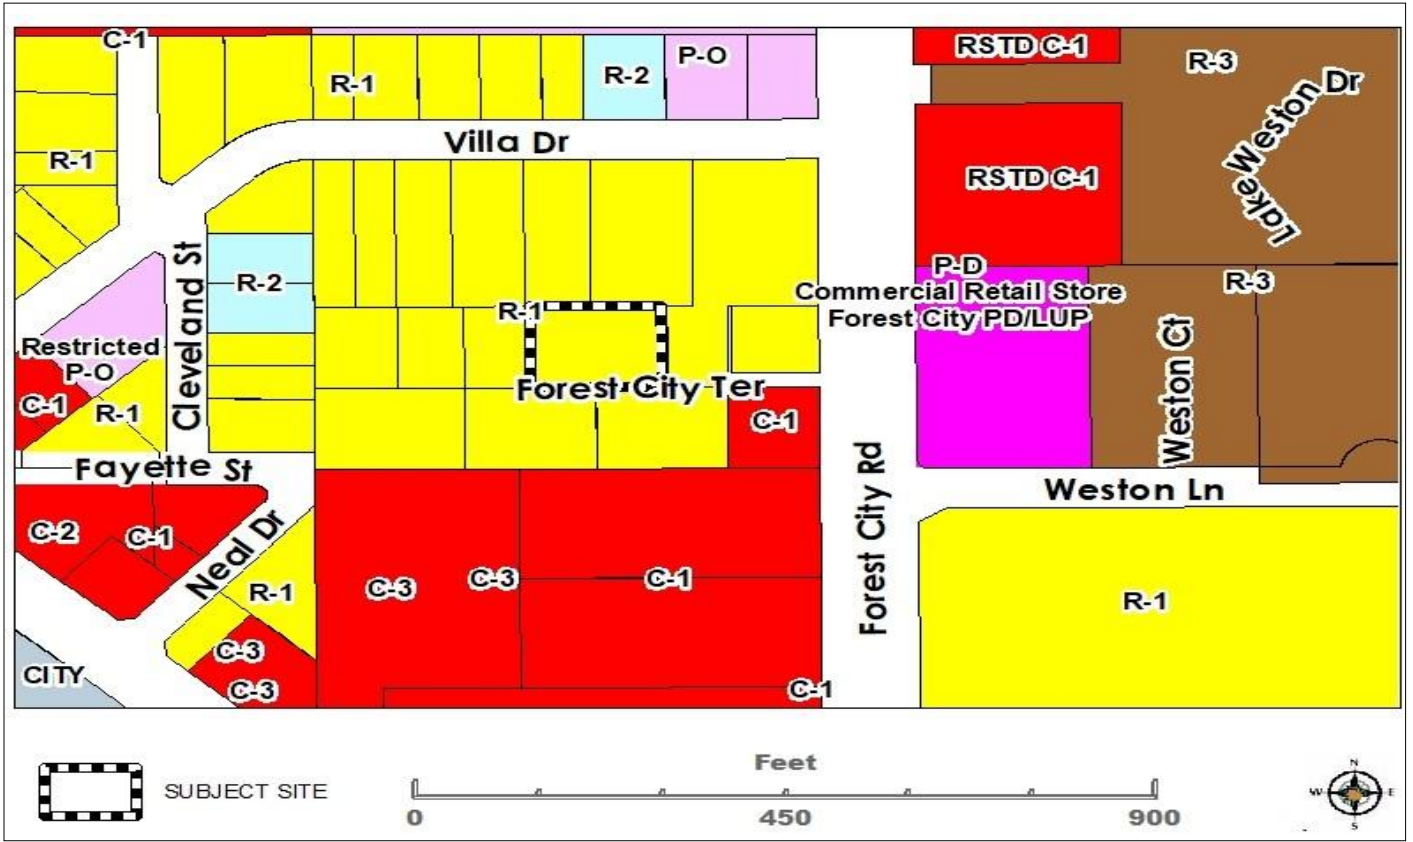 C-1
RSTD C-1
R-3
R-1
R-2
P-O
Lake Weston Dr
Villa Dr
R-1
RSTD C-1
Cleveland St
R-2
P-D
Commercial Retail Store
Forest City PD/LUP
R-3
R-1
Restricted
P-O
Weston Ct
C-1
R-1
Forest City Ter
C-1
Fayette St
Forest City Rd
Weston Ln
C-2
C-1
Neal Dr
R-1
C-3
C-3
C-1
R-1
C-3
CITY
C-3
C-1
SUBJECT SITE
Feet
0
450
900
N
W
E
S